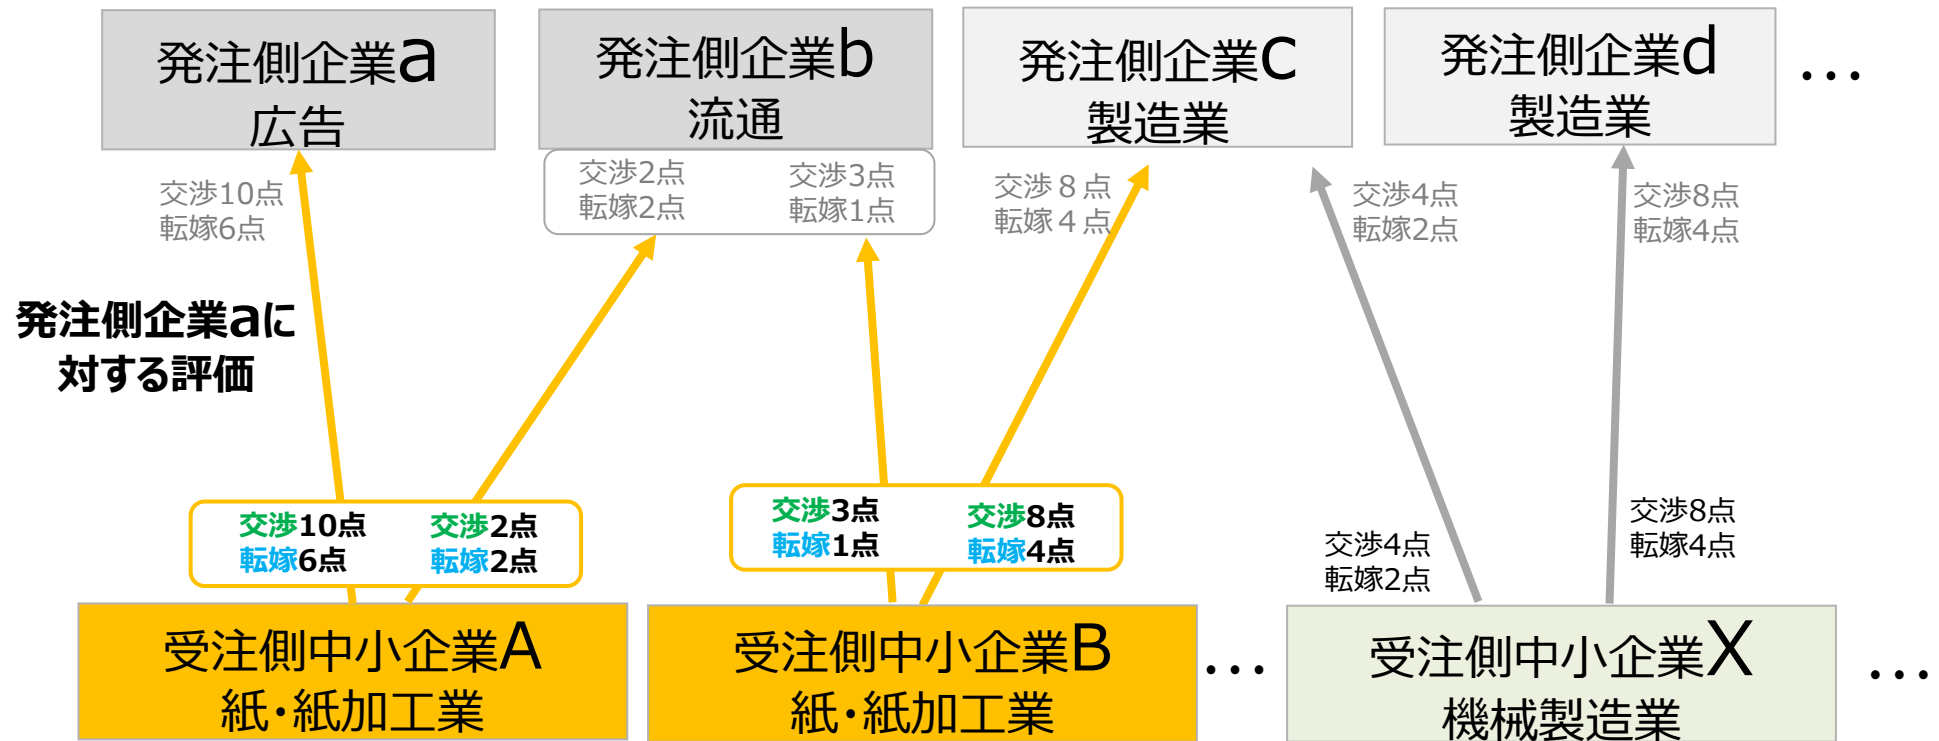 発注側企業a
広告
発注側企業b
流通
発注側企業c
製造業
発注側企業d
製造業
…
交渉10点
転嫁6点
交渉2点
転嫁2点
交渉3点
転嫁1点
交渉８点
転嫁４点
交渉4点
転嫁2点
交渉8点
転嫁4点
発注側企業aに
対する評価
交渉10点
転嫁6点
交渉2点
転嫁2点
交渉3点
転嫁1点
交渉8点
転嫁4点
交渉4点
転嫁2点
交渉8点
転嫁4点
受注側中小企業A
紙・紙加工業
受注側中小企業B
紙・紙加工業
…
受注側中小企業X
機械製造業
…